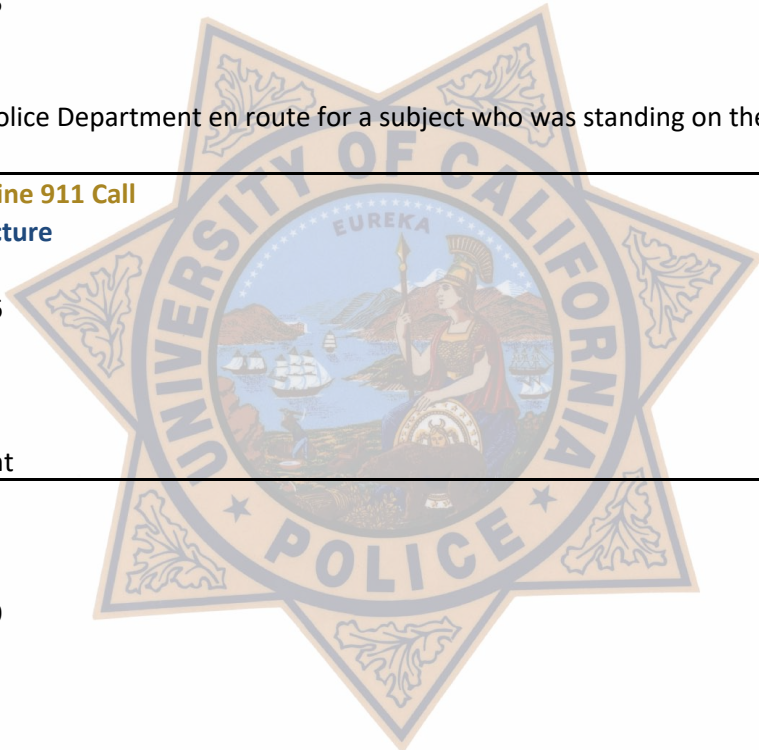 olice Department en route for a subject who was standing on the
ine 911 Call
cture
UNIVERSITY OF CALIFORNIA
EUREKA
nt
POLICE